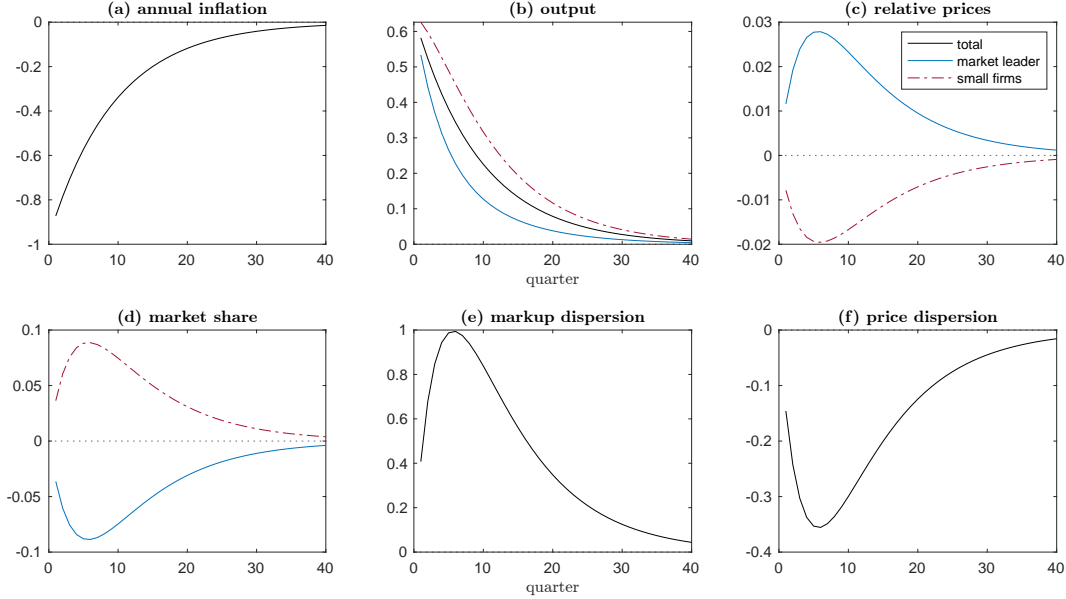 (a) annual inflation
0
-0.2
-0.4
-0.6
-0.8
-1
0 10 20 30 40
(b) output
0.6
0.5
0.4
0.3
0.2
0.1
0
0 10 20 30 40
quarter
(c) relative prices
0.03
0.02
0.01
0
-0.01
-0.02
0 10 20 30 40
total
market leader
small firms
(d) market share
0.1
0.05
0
-0.05
-0.1
0 10 20 30 40
(e) markup dispersion
1
0.8
0.6
0.4
0.2
0
0 10 20 30 40
quarter
(f) price dispersion
0
-0.1
-0.2
-0.3
-0.4
0 10 20 30 40